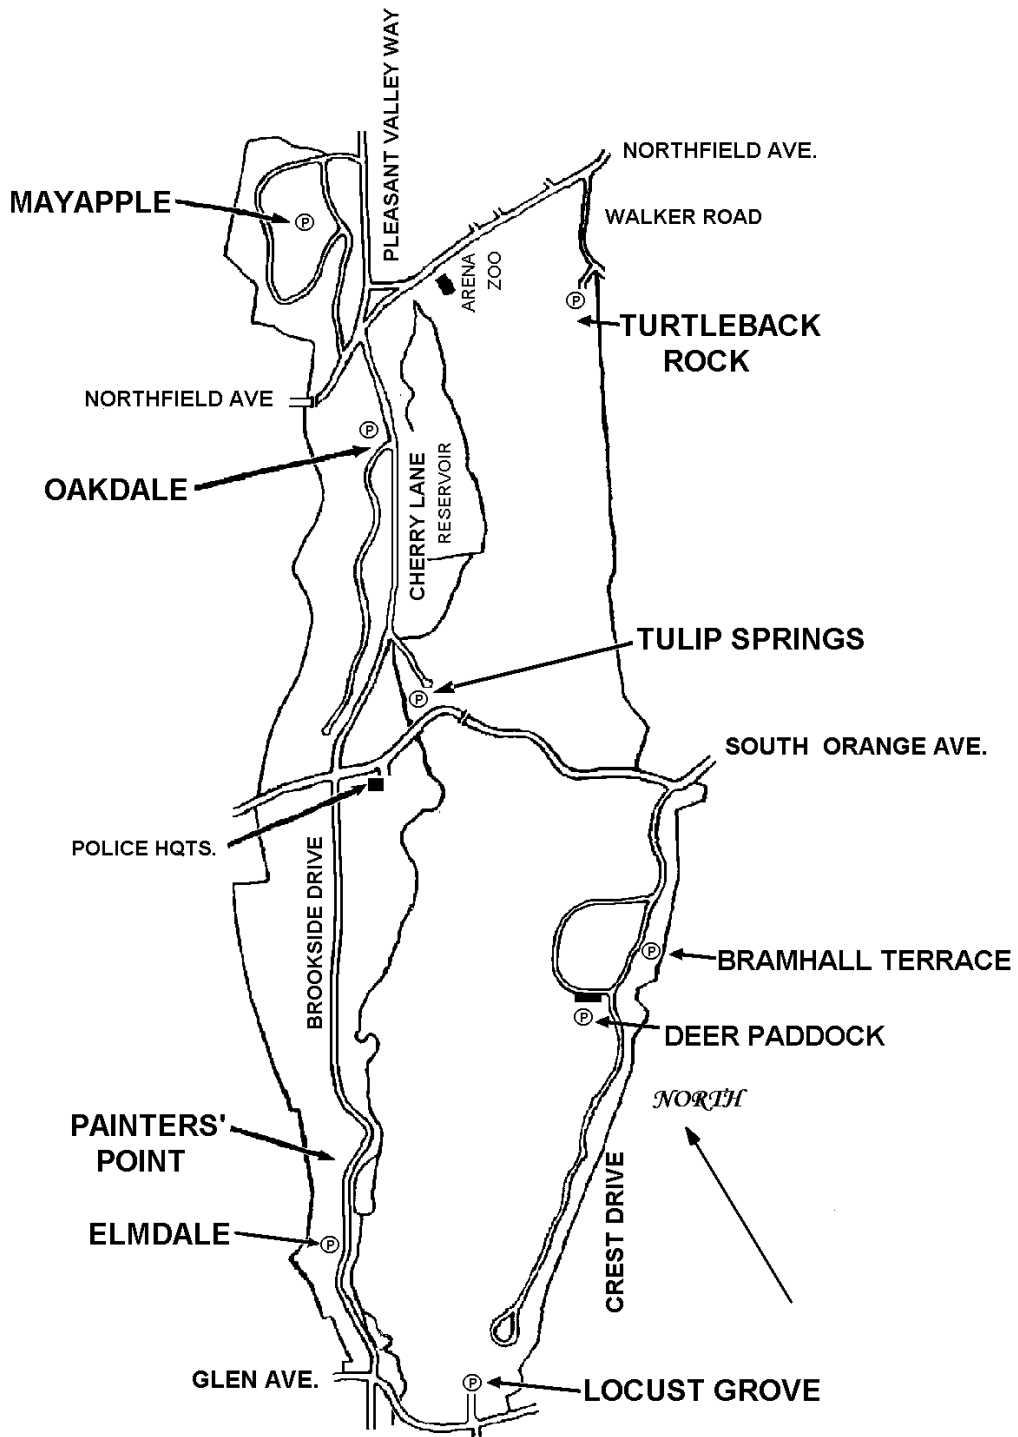 PLEASANT VALLEY WAY
NORTHFIELD AVE.
MAYAPPLE
P
WALKER ROAD
ARENA
ZOO
P
TURTLEBACK
ROCK
NORTHFIELD AVE
P
OAKDALE
CHERRY LANE
RESERVOIR
TULIP SPRINGS
P
SOUTH ORANGE AVE.
POLICE HQTS.
BROOKSIDE DRIVE
P
BRAMHALL TERRACE
P
DEER PADDOCK
NORTH
PAINTERS'
POINT
CREST DRIVE
ELMDALE
P
GLEN AVE.
P
LOCUST GROVE